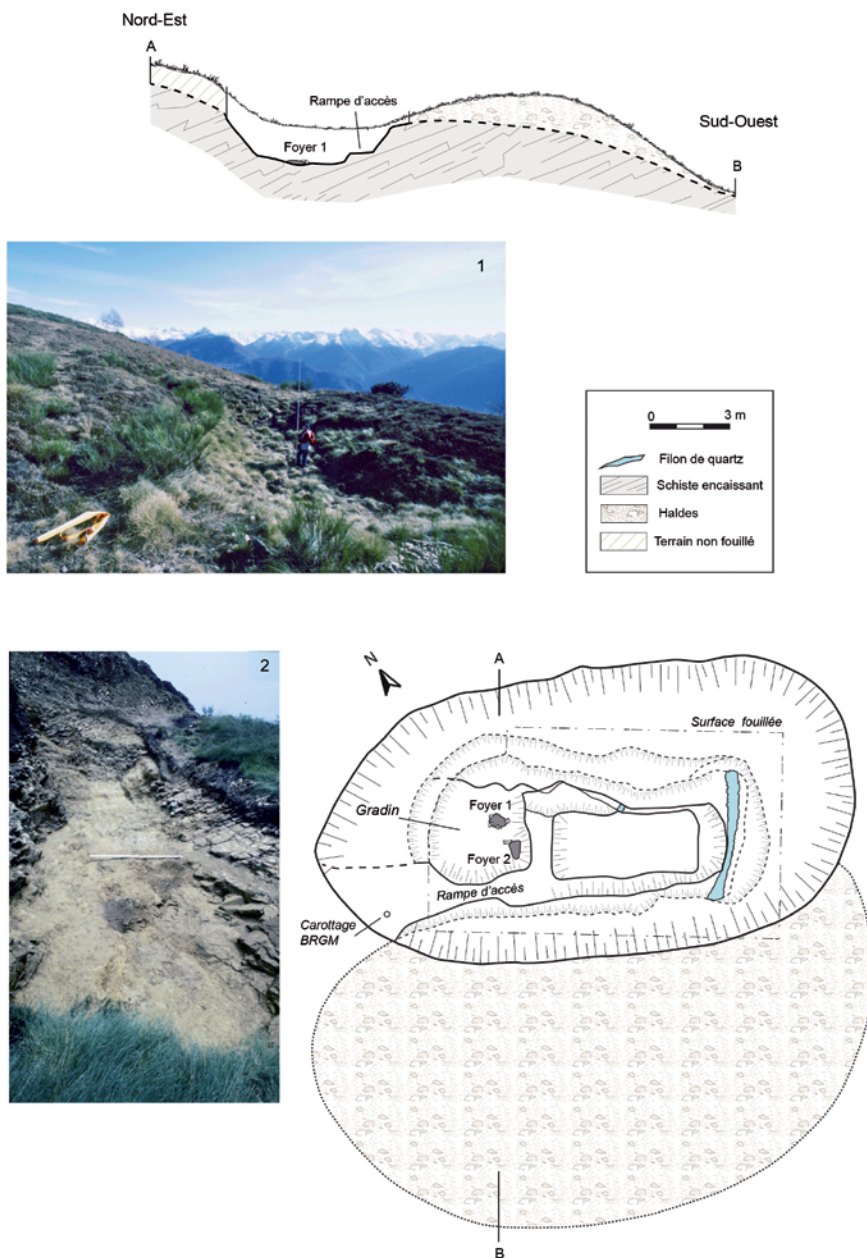 Nord-Est
A
Rampe d'accès
Foyer 1
Sud-Ouest
B
1
0 3 m
Filon de quartz
Schiste encaissant
Haldes
Terrain non fouillé
2
N
A
Surface fouillée
Gradin
Foyer 1
Foyer 2
Rampe d'accès
Carottage
BRGM
B